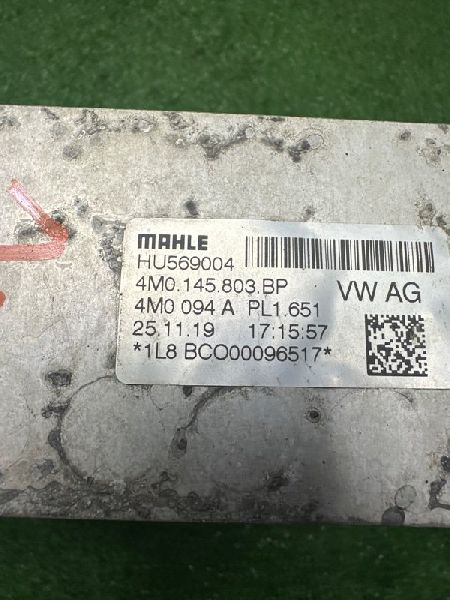 MAHLE
HU569004
4M0.145.803.BP VW AG
4M0 094 A PL1.651
25.11.19 17:15:57
*1L8 BCO00096517*